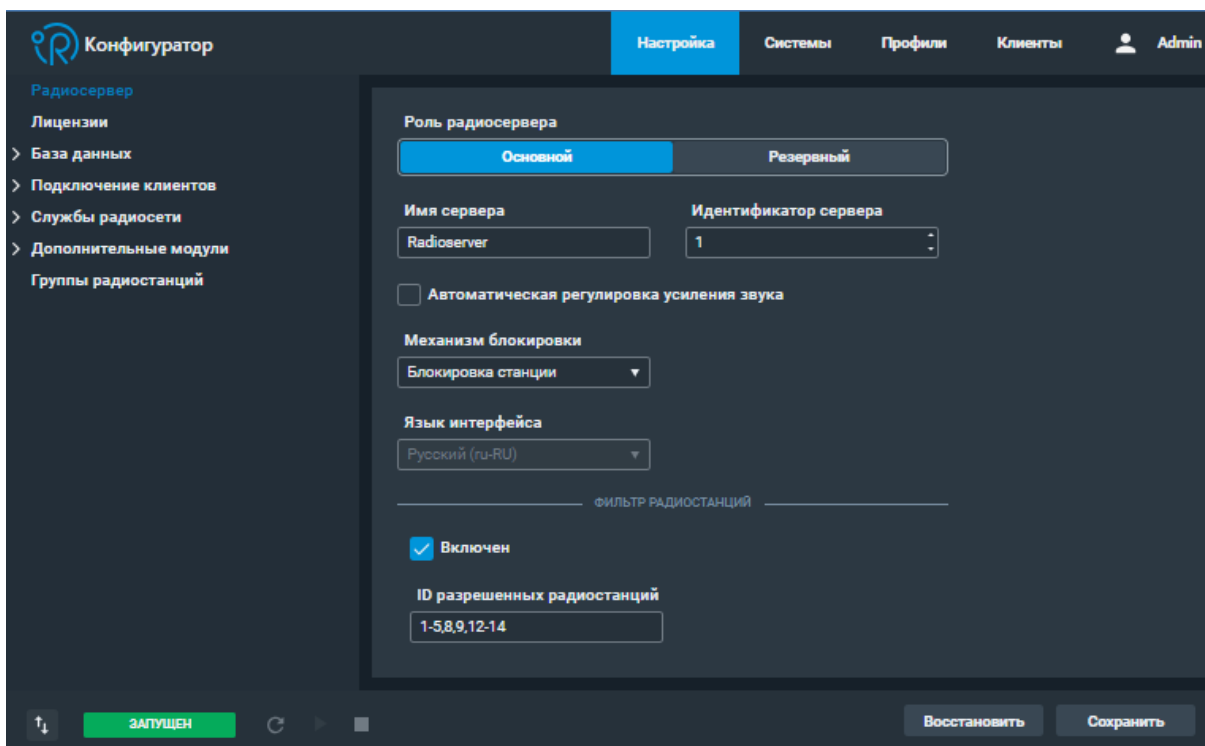 Конфигуратор
Настройка Системы Профили Клиенты Admin
Радиосервер
Лицензии
База данных
Подключение клиентов
Службы радиосети
Дополнительные модули
Группы радиостанций
Роль радиосервера
Основной Резервный
Имя сервера Идентификатор сервера
Radioserver 1
Автоматическая регулировка усиления звука
Механизм блокировки
Блокировка станции
Язык интерфейса
Русский (ru-RU)
ФИЛЬТР РАДИОСТАНЦИЙ
Включен
ID разрешенных радиостанций
1-5,8,9,12-14
ЗАПУЩЕН Восстановить Сохранить